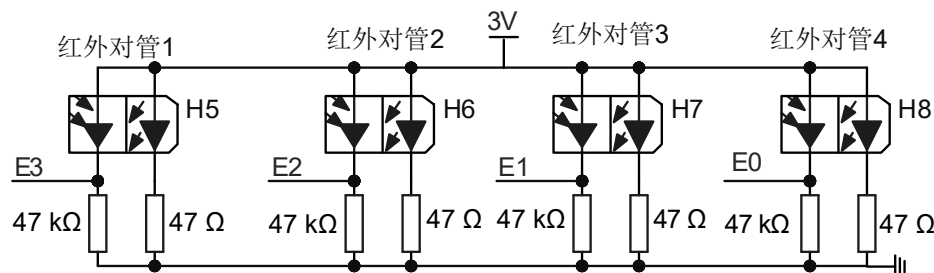 红外对管1
红外对管2
3V
红外对管3
红外对管4
H5
H6
H7
H8
E3
E2
E1
E0
47 kΩ
47 Ω
47 kΩ
47 Ω
47 kΩ
47 Ω
47 kΩ
47 Ω